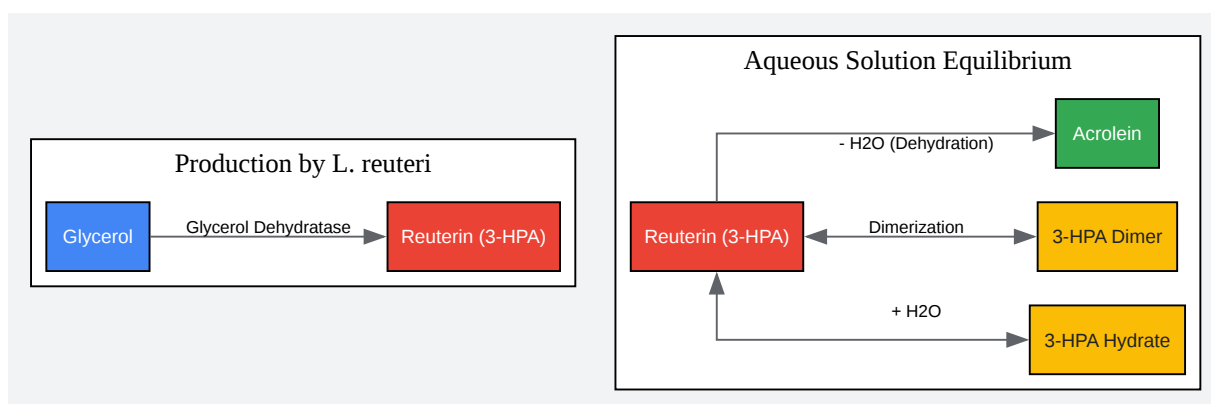 Production by L. reuteri
Glycerol
Glycerol Dehydratase
Reuterin (3-HPA)
Aqueous Solution Equilibrium
Acrolein
- H2O (Dehydration)
Reuterin (3-HPA)
Dimerization
3-HPA Dimer
+ H2O
3-HPA Hydrate